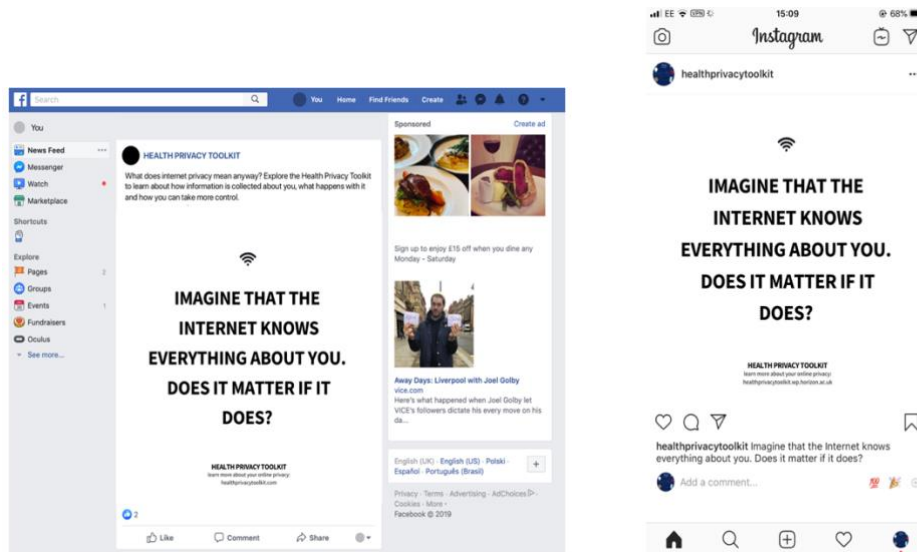 f Search
You Home Find Friends Create
You
News Feed
Messenger
Watch
Marketplace
Shortcuts
Explore
Pages 2
Groups
Events 1
Fundraisers
Oculus
See more...
HEALTH PRIVACY TOOLKIT
What does internet privacy mean anyway? Explore the Health Privacy Toolkit
to learn about how information is collected about you, what happens with it
and how you can take more control.
IMAGINE THAT THE
INTERNET KNOWS
EVERYTHING ABOUT YOU.
DOES IT MATTER IF IT
DOES?
HEALTH PRIVACY TOOLKIT
learn more about your online privacy:
healthprivacytoolkit.com
2
Like Comment Share
Sponsored Create ad
Sign up to enjoy £15 off when you dine any
Monday – Saturday
Away Days: Liverpool with Joel Golby
vice.com
Here's what happened when Joel Golby let
VICE's followers dictate his every move on his
da...
English (UK) · English (US) · Polski ·
Español · Português (Brasil)
+
Privacy · Terms · Advertising · AdChoices ·
Cookies · More
Facebook © 2019
EE VPN 15:09 68%
Instagram
healthprivacytoolkit
IMAGINE THAT THE
INTERNET KNOWS
EVERYTHING ABOUT YOU.
DOES IT MATTER IF IT
DOES?
HEALTH PRIVACY TOOLKIT
learn more about your online privacy:
healthprivacytoolkit.wp.horizon.ac.uk
healthprivacytoolkit Imagine that the Internet knows
everything about you. Does it matter if it does?
Add a comment...